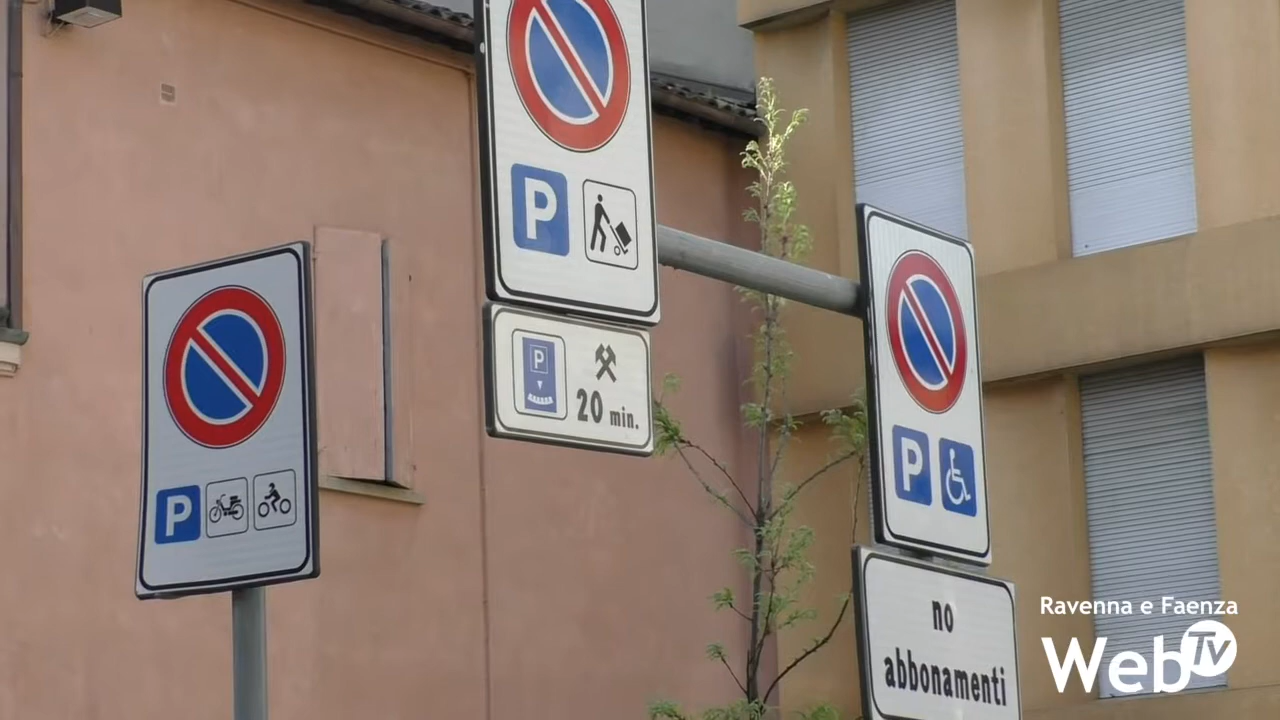 P
P
P
20 min.
P
no
abbonamenti
Ravenna e Faenza
WebTv